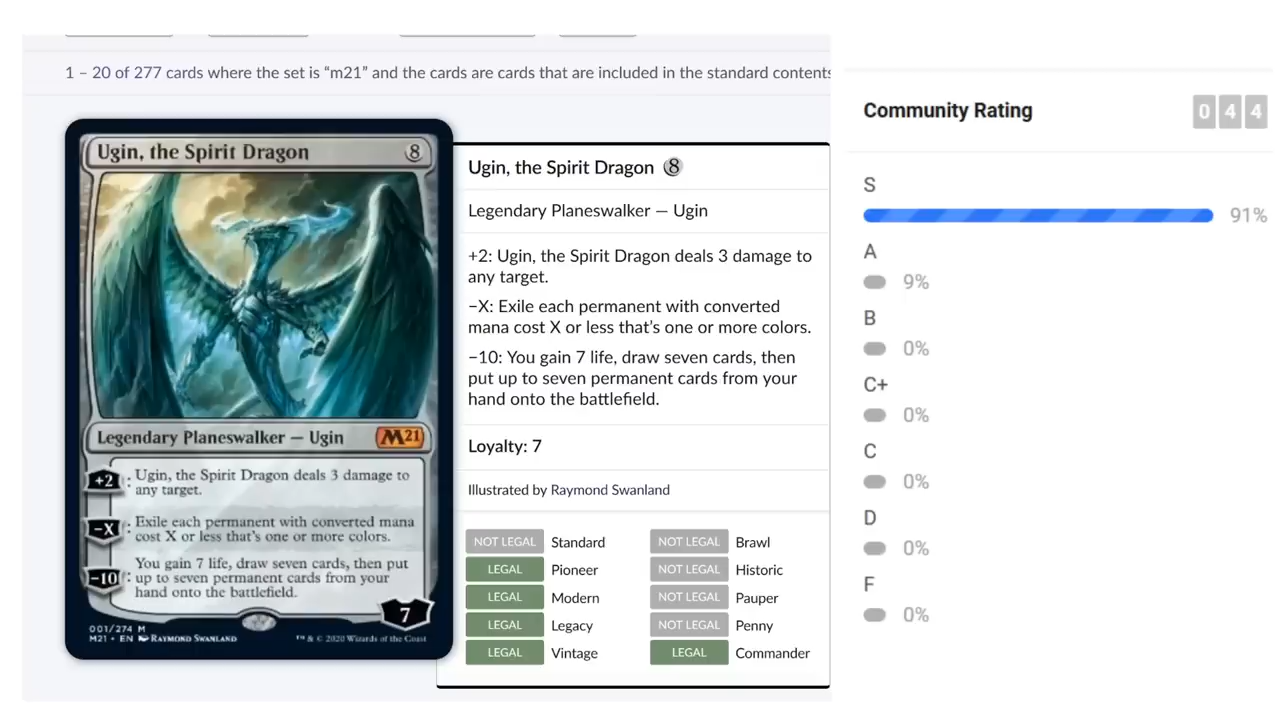 1 – 20 of 277 cards where the set is “m21” and the cards are cards that are included in the standard contents
Ugin, the Spirit Dragon 8
Legendary Planeswalker — Ugin
M21
+2: Ugin, the Spirit Dragon deals 3 damage to
any target.
−X: Exile each permanent with converted mana
cost X or less that's one or more colors.
−10: You gain 7 life, draw seven cards, then put
up to seven permanent cards from your
hand onto the battlefield.
7
001/274 M
M21 • EN RAYMOND SWANLAND
™ & © 2020 Wizards of the Coast
Ugin, the Spirit Dragon 8
Legendary Planeswalker — Ugin
+2: Ugin, the Spirit Dragon deals 3 damage to
any target.
−X: Exile each permanent with converted
mana cost X or less that’s one or more colors.
−10: You gain 7 life, draw seven cards, then
put up to seven permanent cards from your
hand onto the battlefield.
Loyalty: 7
Illustrated by Raymond Swanland
NOT LEGAL Standard NOT LEGAL Brawl
LEGAL Pioneer NOT LEGAL Historic
LEGAL Modern NOT LEGAL Pauper
LEGAL Legacy NOT LEGAL Penny
LEGAL Vintage LEGAL Commander
Community Rating 0 4 4
S
91%
A
9%
B
0%
C+
0%
C
0%
D
0%
F
0%